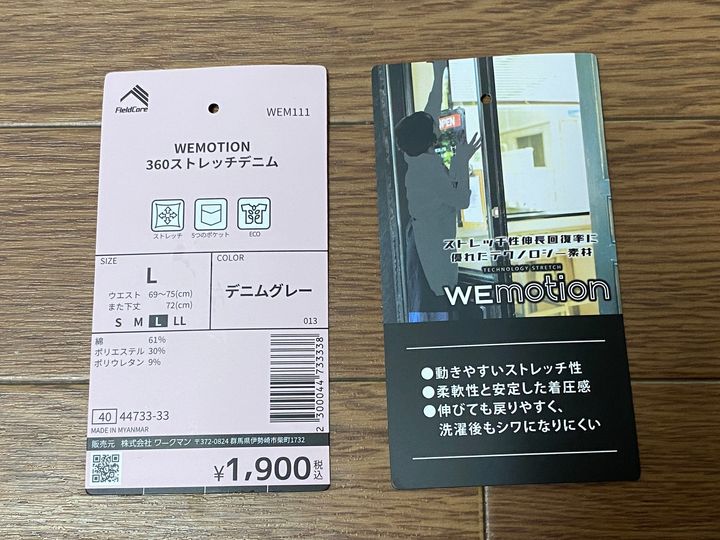 FieldCore
WEM111
WEMOTION
360ストレッチデニム
ストレッチ 5つのポケット ECO
SIZE
L
ウエスト 69～75(cm)
また下丈 72(cm)
S M L LL
COLOR
デニムグレー
013
綿 61%
ポリエステル 30%
ポリウレタン 9%
40 44733-33
MADE IN MYANMAR
2 300044 733338
販売元 株式会社 ワークマン 〒372-0824 群馬県伊勢崎市柴町1732
¥1,900税込
OPEN
ストレッチ性伸長回復率に
優れたテクノロジー素材
TECHNOLOGY STRETCH
WEmotion
●動きやすいストレッチ性
●柔軟性と安定した着圧感
●伸びても戻りやすく、
洗濯後もシワになりにくい